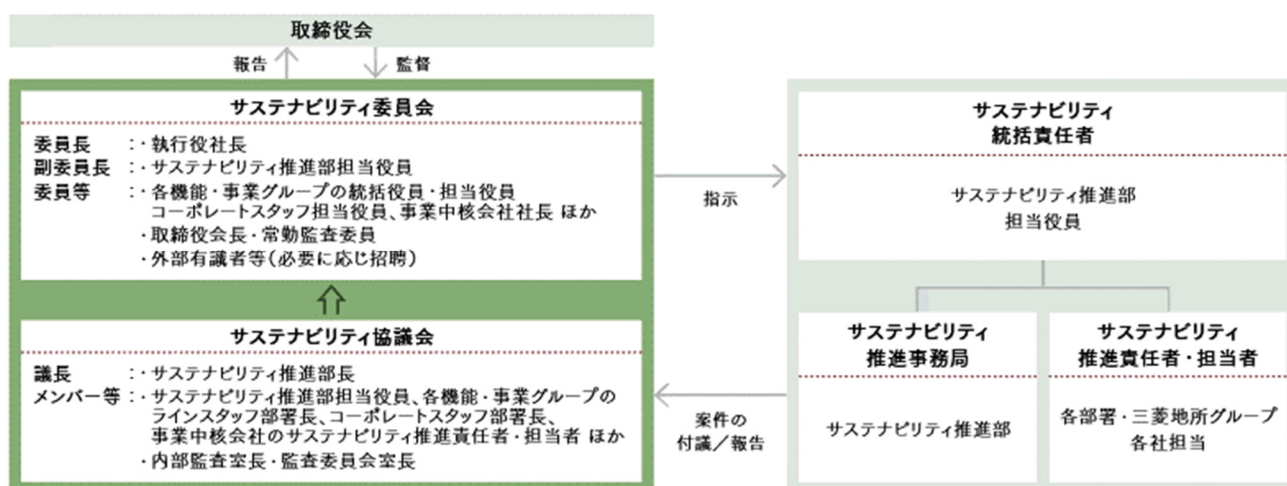 取締役会
報告
監督
サステナビリティ委員会
委員長 :・執行役社長
副委員長 :・サステナビリティ推進部担当役員
委員等 :・各機能・事業グループの統括役員・担当役員
コーポレートスタッフ担当役員、事業中核会社社長 ほか
・取締役会長・常勤監査委員
・外部有識者等（必要に応じ招聘）
サステナビリティ協議会
議長 :・サステナビリティ推進部長
メンバー等 :・サステナビリティ推進部担当役員、各機能・事業グループの
ラインスタッフ部署長、コーポレートスタッフ部署長、
事業中核会社のサステナビリティ推進責任者・担当者 ほか
・内部監査室長・監査委員会室長
指示
案件の
付議／報告
サステナビリティ
統括責任者
サステナビリティ推進部
担当役員
サステナビリティ
推進事務局
サステナビリティ推進部
サステナビリティ
推進責任者・担当者
各部署・三菱地所グループ
各社担当